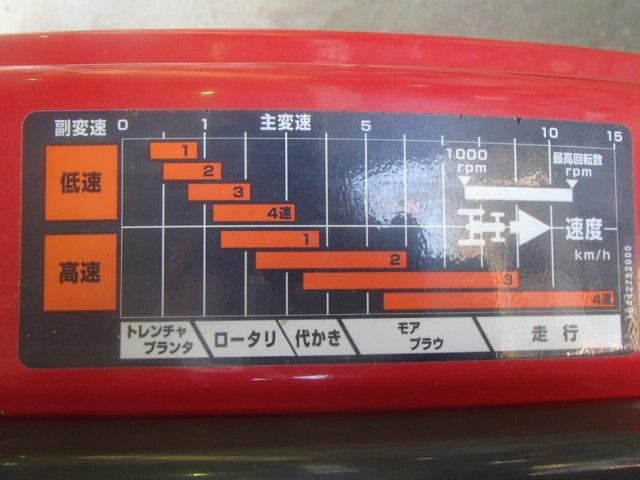 副変速 0 1 主変速 5 10 15
低速
1
2
3
4速
1000 rpm
最高回転数 rpm
速度
km/h
高速
1
2
3
4速
トレンチャ
プランタ
ロータリ
代かき
モア
プラウ
走行